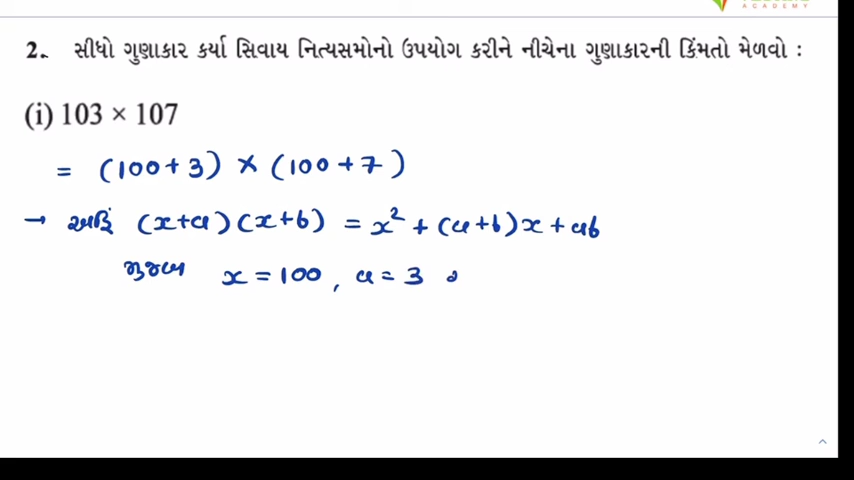 ACADEMY
2. સીધો ગુણાકાર કર્યા સિવાય નિત્યસમોનો ઉપયોગ કરીને નીચેના ગુણાકારની કિંમતો મેળવો :
(i) 103 × 107
= (100+3) × (100+7)
→ અહિં (x+a)(x+b) = x² + (a+b)x + ab
મુજબ x = 100, a = 3